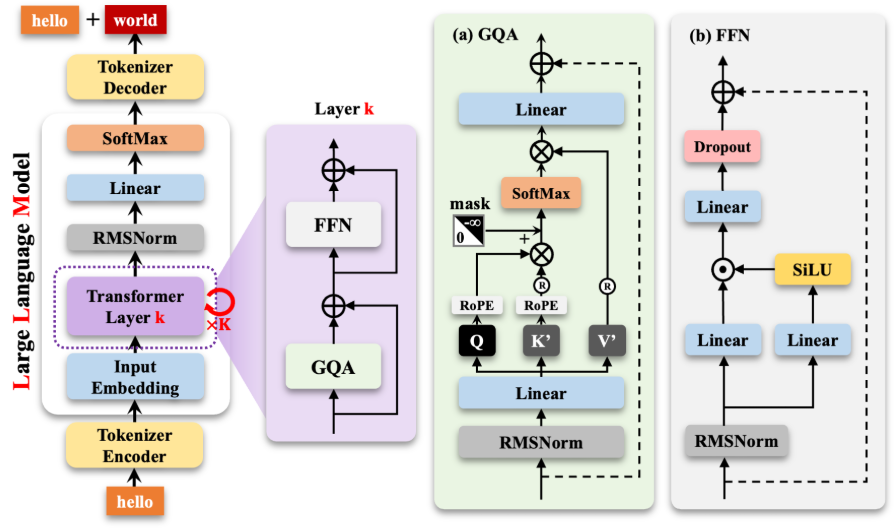 hello + world
Tokenizer
Decoder
SoftMax
Linear
RMSNorm
Transformer
Layer k
×K
Input
Embedding
Tokenizer
Encoder
hello
Large Language Model
Layer k
FFN
GQA
(a) GQA
Linear
SoftMax
mask
-∞
0
+
R
R
RoPE
RoPE
Q
K’
V’
Linear
RMSNorm
(b) FFN
Dropout
Linear
SiLU
Linear
Linear
RMSNorm